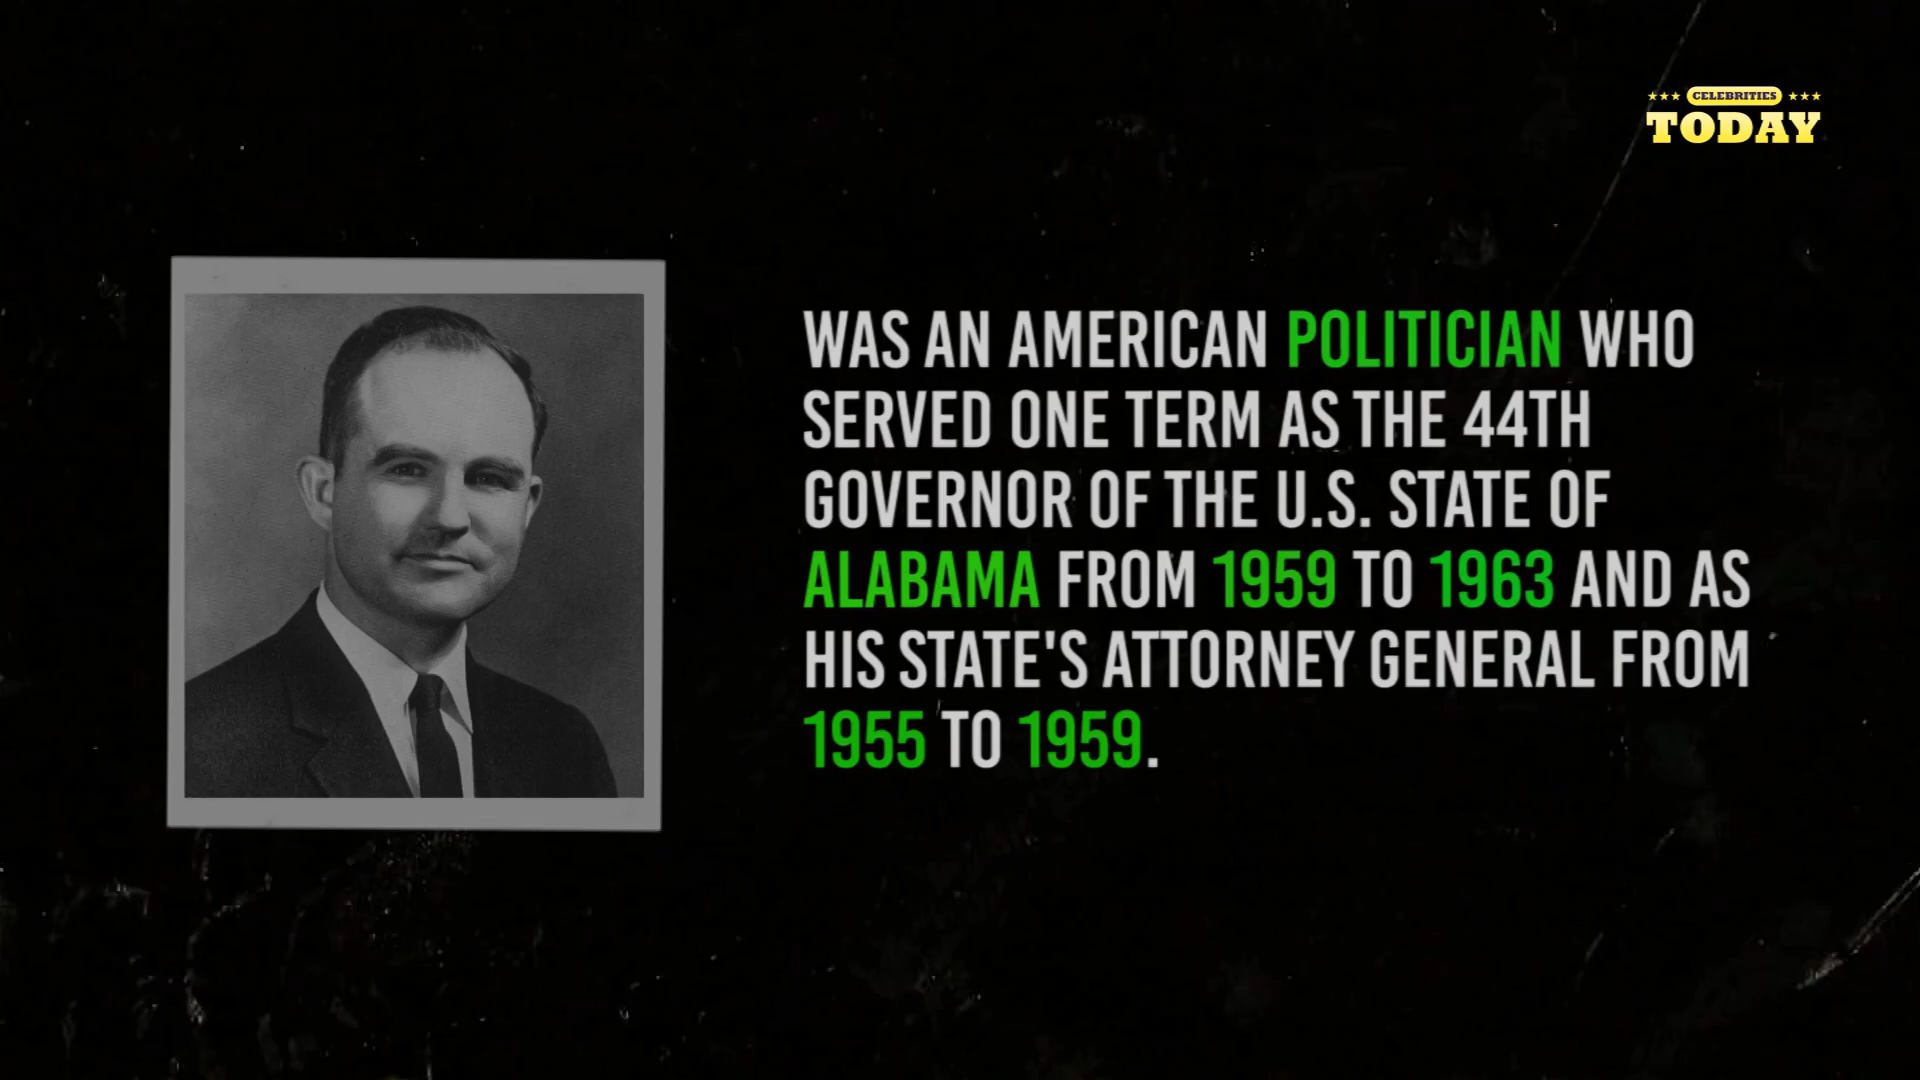 CELEBRITIES
TODAY
WAS AN AMERICAN POLITICIAN WHO
SERVED ONE TERM AS THE 44TH
GOVERNOR OF THE U.S. STATE OF
ALABAMA FROM 1959 TO 1963 AND AS
HIS STATE'S ATTORNEY GENERAL FROM
1955 TO 1959.